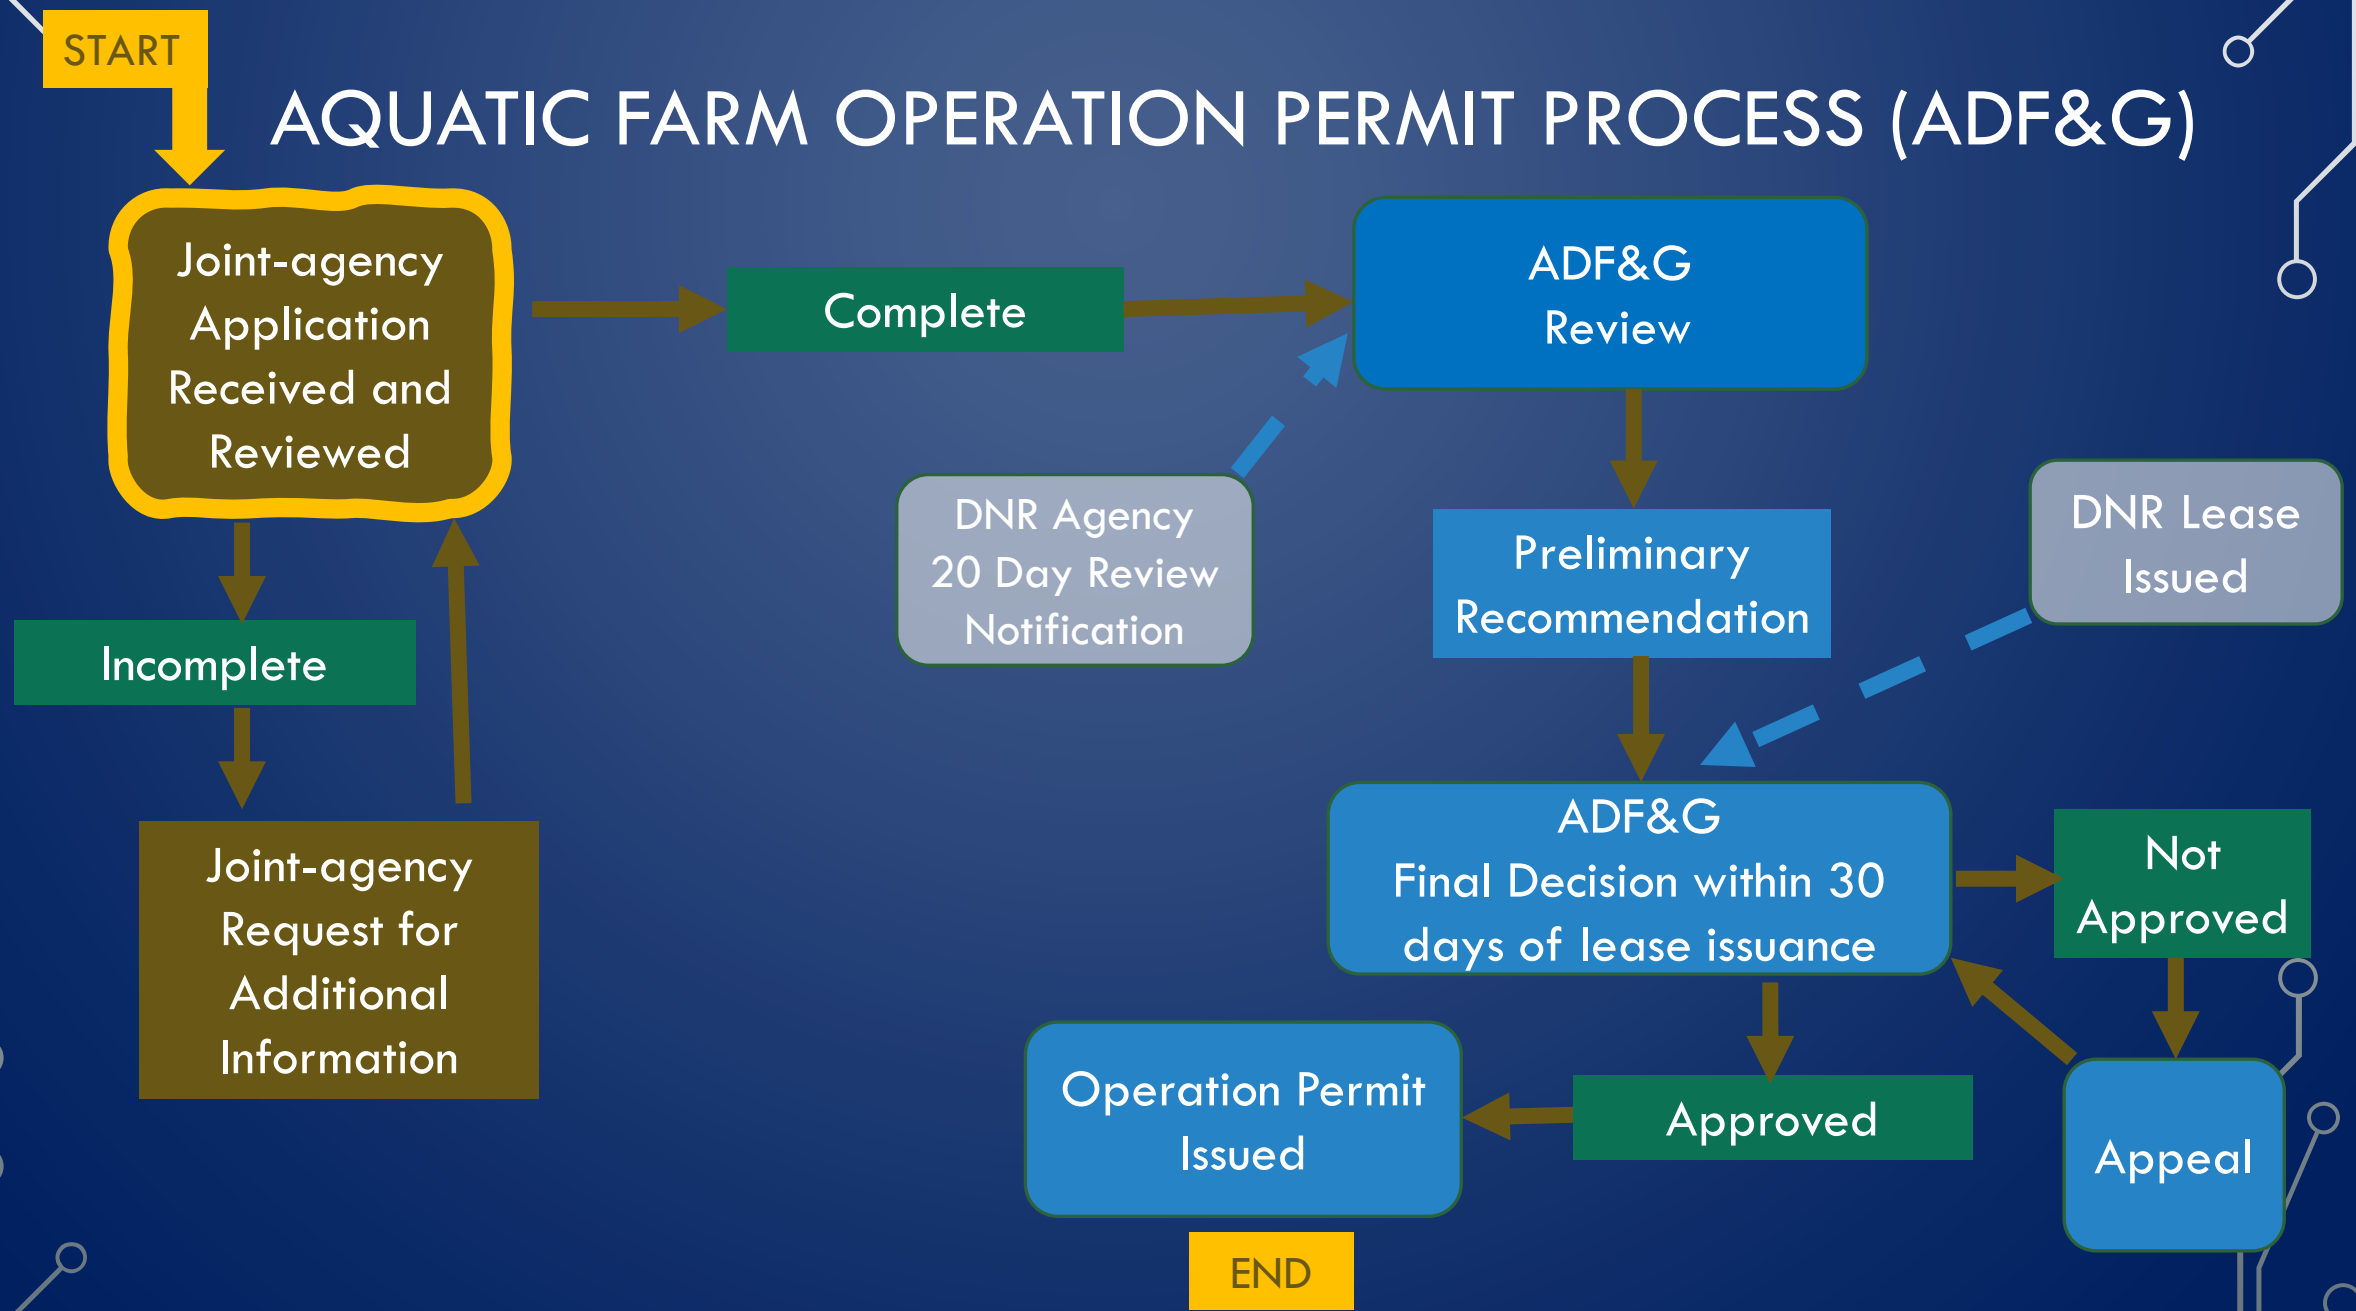 START
AQUATIC FARM OPERATION PERMIT PROCESS (ADF&G)
Joint-agency
Application
Received and
Reviewed
Complete
ADF&G
Review
DNR Agency
20 Day Review
Notification
Preliminary
Recommendation
DNR Lease
Issued
Incomplete
Joint-agency
Request for
Additional
Information
ADF&G
Final Decision within 30
days of lease issuance
Not
Approved
Operation Permit
Issued
Approved
Appeal
END